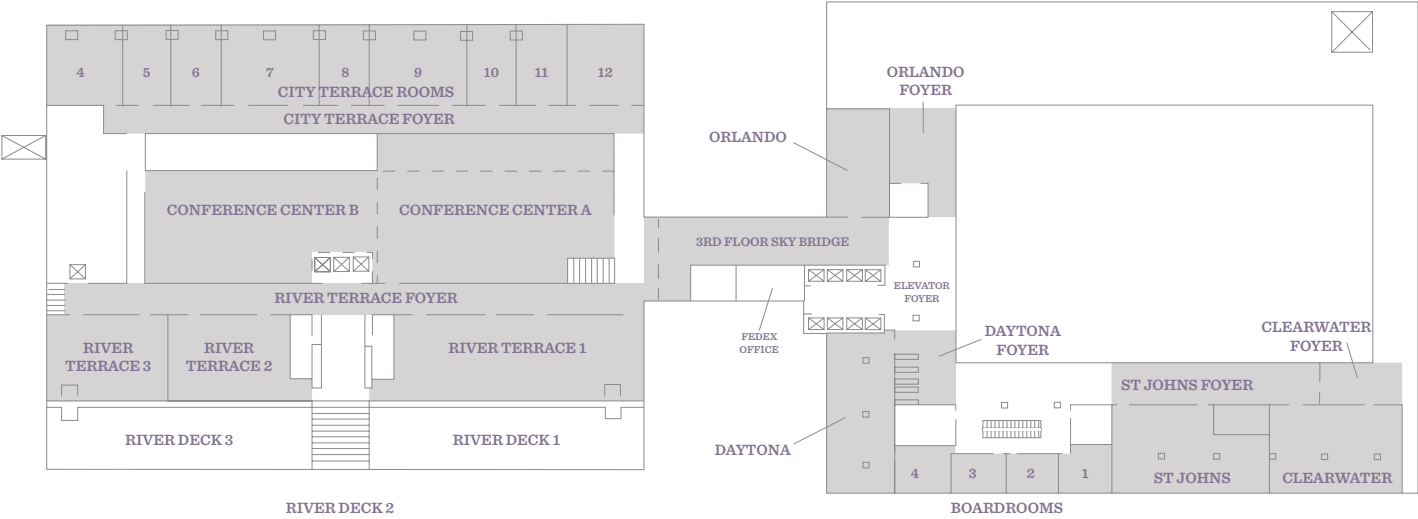 4 5 6 7 8 9 10 11 12
CITY TERRACE ROOMS
CITY TERRACE FOYER
CONFERENCE CENTER B
CONFERENCE CENTER A
RIVER TERRACE FOYER
RIVER
TERRACE 3
RIVER
TERRACE 2
RIVER TERRACE 1
RIVER DECK 3
RIVER DECK 1
RIVER DECK 2
ORLANDO
FOYER
ORLANDO
3RD FLOOR SKY BRIDGE
ELEVATOR
FOYER
FEDEX
OFFICE
DAYTONA
FOYER
CLEARWATER
FOYER
ST JOHNS FOYER
DAYTONA
4 3 2 1
ST JOHNS
CLEARWATER
BOARDROOMS